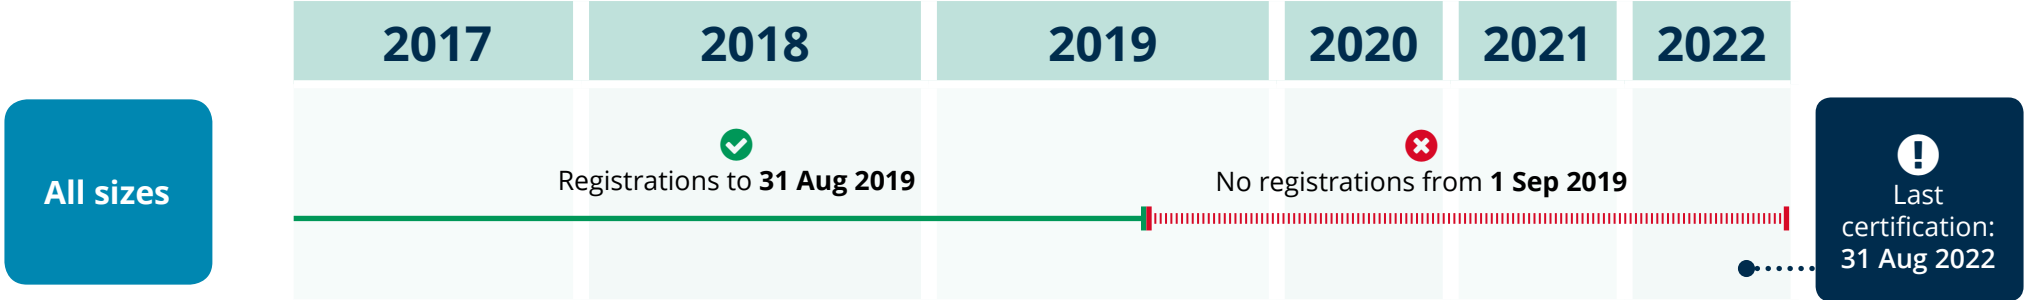 2017 2018 2019 2020 2021 2022
All sizes
Registrations to 31 Aug 2019
No registrations from 1 Sep 2019
Last
certification:
31 Aug 2022